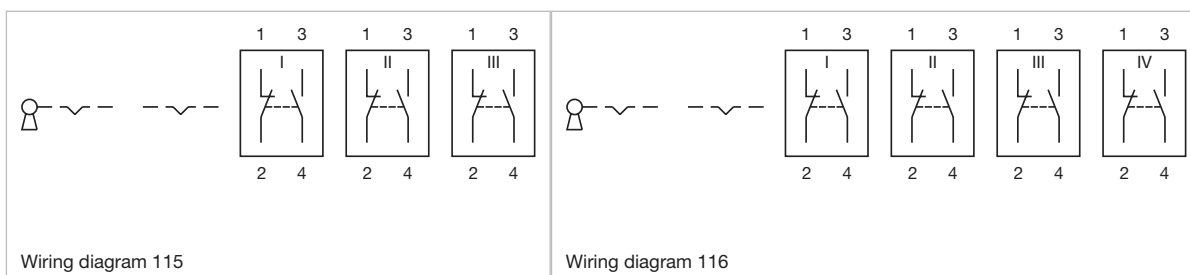 1 3 1 3 1 3
I II III
2 4 2 4 2 4
Wiring diagram 115
1 3 1 3 1 3 1 3
I II III IV
2 4 2 4 2 4 2 4
Wiring diagram 116